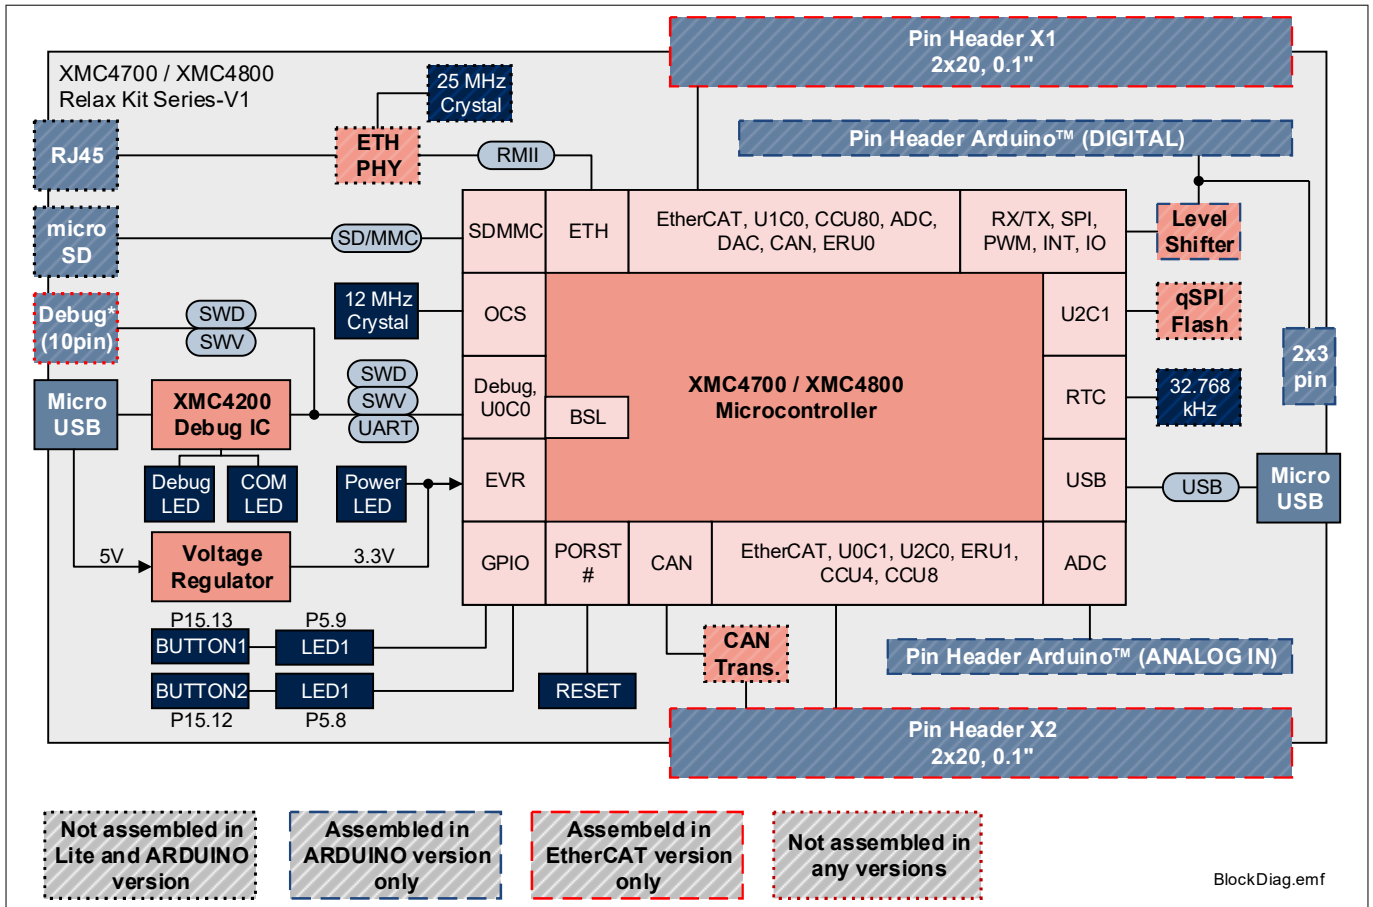 Pin Header X1
2x20, 0.1"
XMC4700 / XMC4800
Relax Kit Series-V1
25 MHz
Crystal
Pin Header Arduino™ (DIGITAL)
RJ45
ETH
PHY
RMII
micro
SD
SD/MMC
SDMMC
ETH
EtherCAT, U1C0, CCU80, ADC,
DAC, CAN, ERU0
RX/TX, SPI,
PWM, INT, IO
Level
Shifter
Debug*
(10pin)
SWD
SWV
12 MHz
Crystal
OCS
U2C1
qSPI
Flash
2x3
pin
Micro
USB
XMC4200
Debug IC
SWD
SWV
UART
Debug,
U0C0
BSL
XMC4700 / XMC4800
Microcontroller
RTC
32.768
kHz
Debug
LED
COM
LED
Power
LED
EVR
USB
USB
Micro
USB
5V
Voltage
Regulator
3.3V
GPIO
PORST
#
CAN
EtherCAT, U0C1, U2C0, ERU1,
CCU4, CCU8
ADC
P15.13
P5.9
BUTTON1
LED1
CAN
Trans.
Pin Header Arduino™ (ANALOG IN)
BUTTON2
LED1
RESET
P15.12
P5.8
Pin Header X2
2x20, 0.1"
Not assembled in
Lite and ARDUINO
version
Assembled in
ARDUINO version
only
Assembeld in
EtherCAT version
only
Not assembled in
any versions
BlockDiag.emf